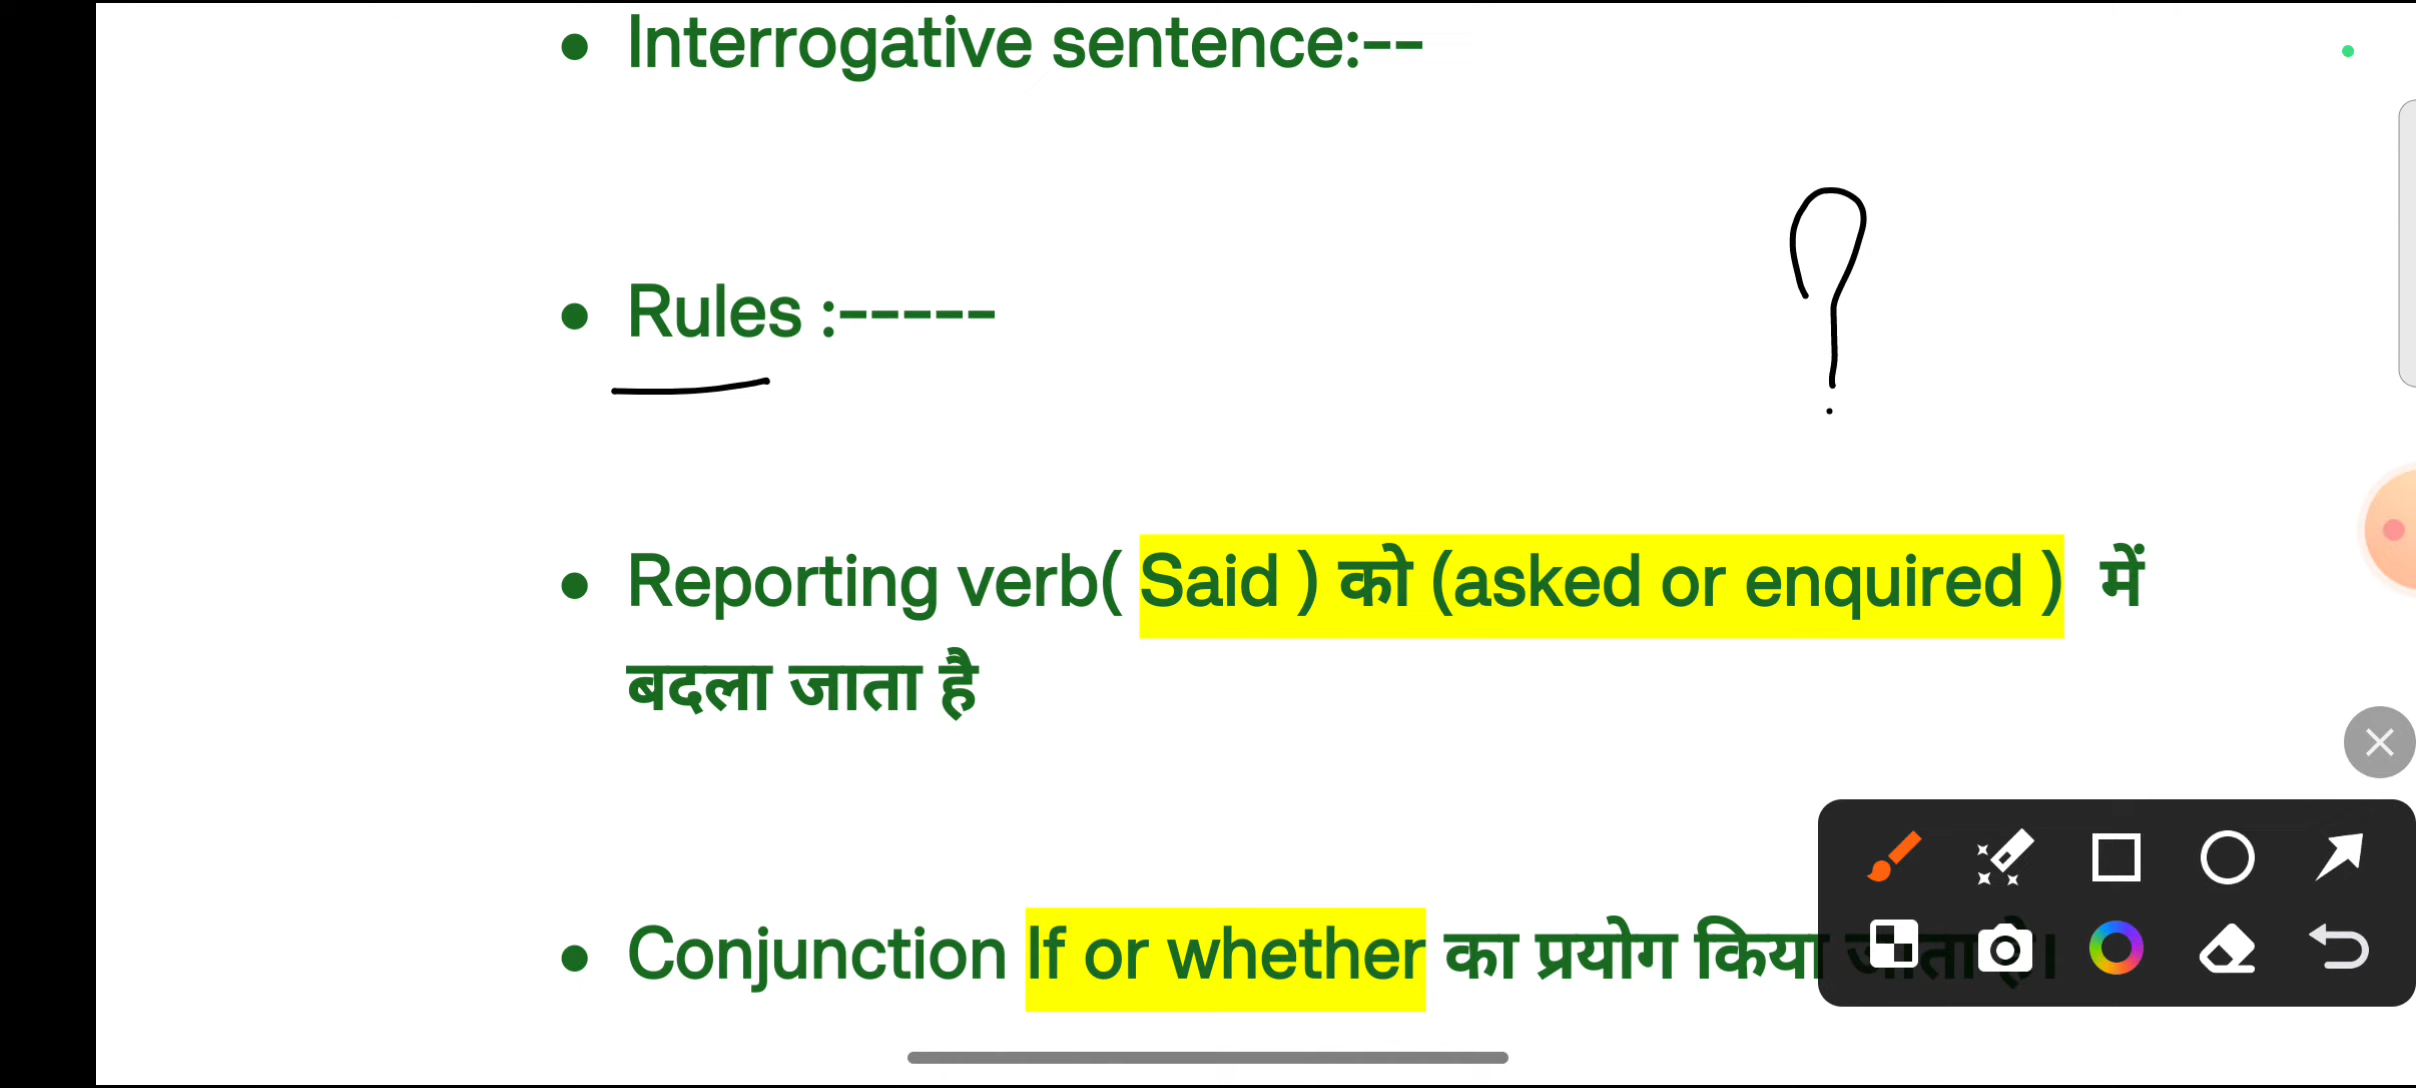 • Interrogative sentence:--
?
• Rules :-----
• Reporting verb( Said ) को (asked or enquired ) में
बदला जाता है
• Conjunction If or whether का प्रयोग किया जाता है।